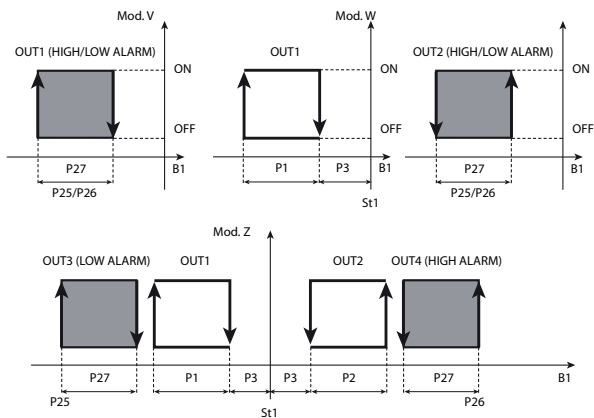 Mod. V
OUT1 (HIGH/LOW ALARM)
ON
OFF
P27
B1
P25/P26
Mod. W
OUT1
ON
OFF
P1
P3
B1
St1
OUT2 (HIGH/LOW ALARM)
ON
OFF
P27
B1
P25/P26
Mod. Z
OUT3 (LOW ALARM)
OUT1
OUT2
OUT4 (HIGH ALARM)
P27
P1
P3
P3
P2
P27
B1
P25
St1
P26